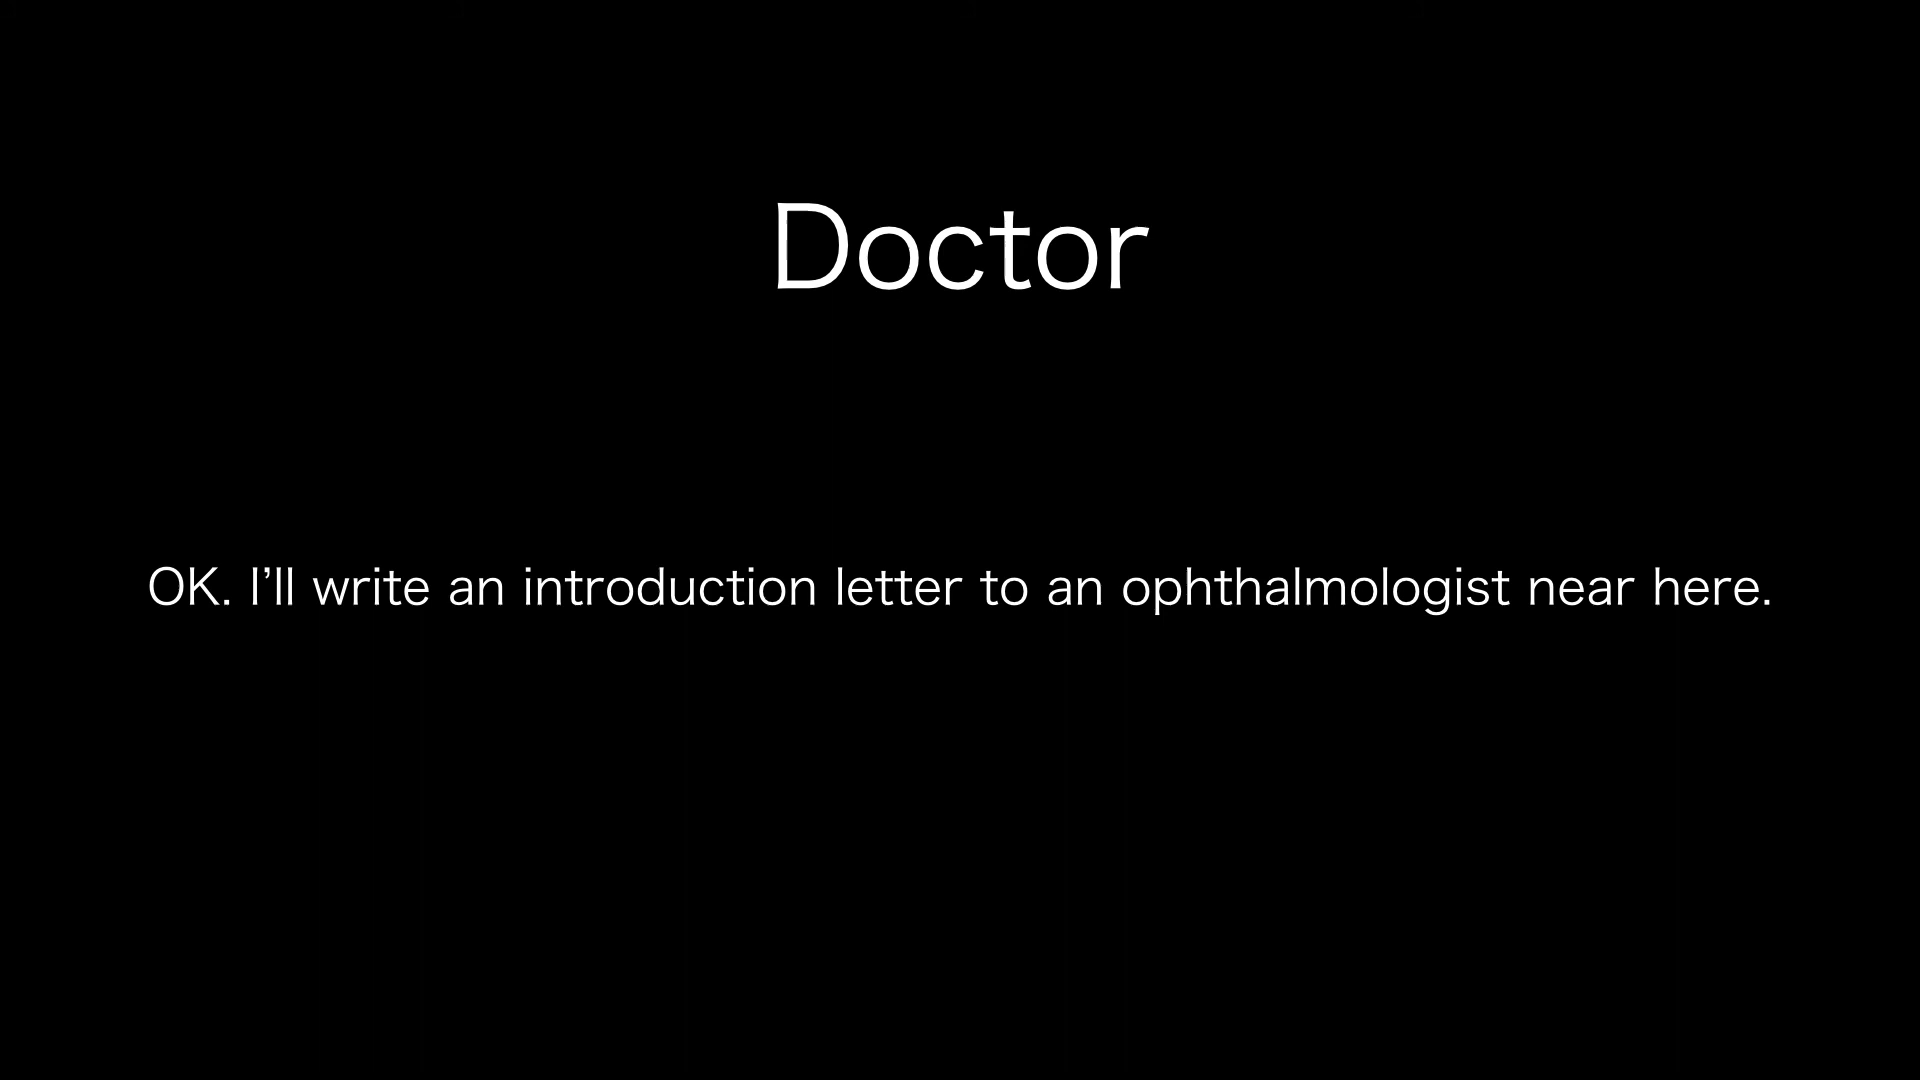 Doctor
OK. I’ll write an introduction letter to an ophthalmologist near here.